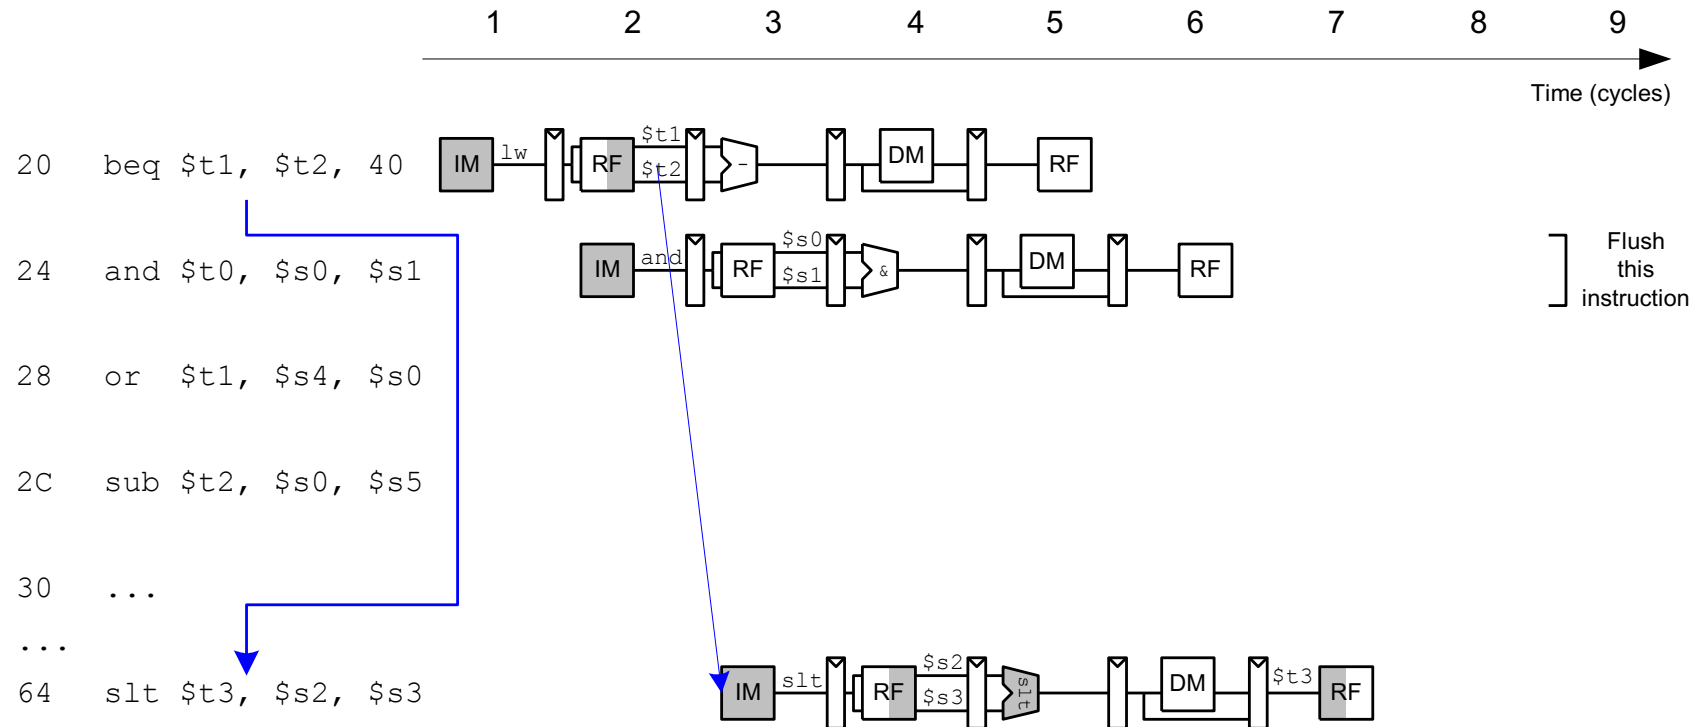 1 2 3 4 5 6 7 8 9
Time (cycles)
20 beq $t1, $t2, 40 IM lw RF $t1 $t2 - DM RF
24 and $t0, $s0, $s1 IM and RF $s0 $s1 & DM RF
Flush
this
instruction
28 or $t1, $s4, $s0
2C sub $t2, $s0, $s5
30 ...
...
64 slt $t3, $s2, $s3 IM slt RF $s2 $s3 slt DM $t3 RF